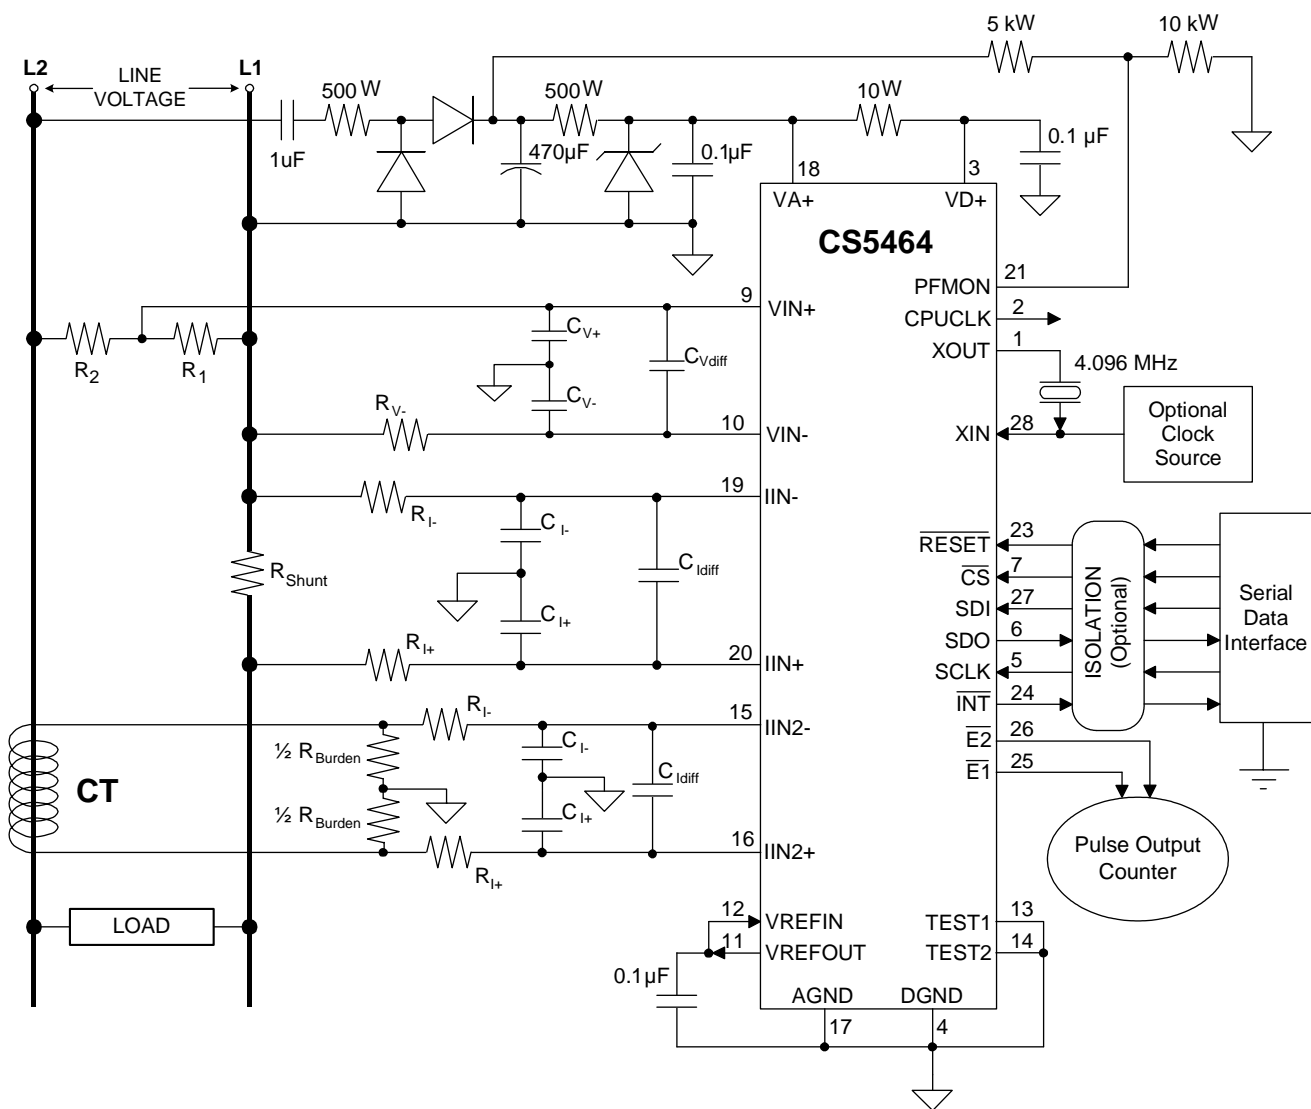 5 kW
10 kW
L2
L1
LINE
VOLTAGE
500W
500W
10W
1uF
470µF
0.1µF
0.1 µF
18
3
VA+
VD+
CS5464
21
PFMON
2
CPUCLK
1
XOUT
4.096 MHz
9
VIN+
CV+
CVdiff
R2
R1
CV-
RV-
10
VIN-
28
XIN
Optional
Clock
Source
19
IIN-
RI-
C I-
RShunt
C Idiff
C I+
RI+
20
IIN+
23
RESET
7
CS
27
SDI
6
SDO
5
SCLK
24
INT
ISOLATION
(Optional)
Serial
Data
Interface
26
E2
25
E1
Pulse Output
Counter
RI-
15
IIN2-
½ RBurden
CI-
CIdiff
CT
½ RBurden
CI+
16
IIN2+
RI+
LOAD
12
VREFIN
11
VREFOUT
0.1µF
13
TEST1
14
TEST2
AGND
DGND
17
4